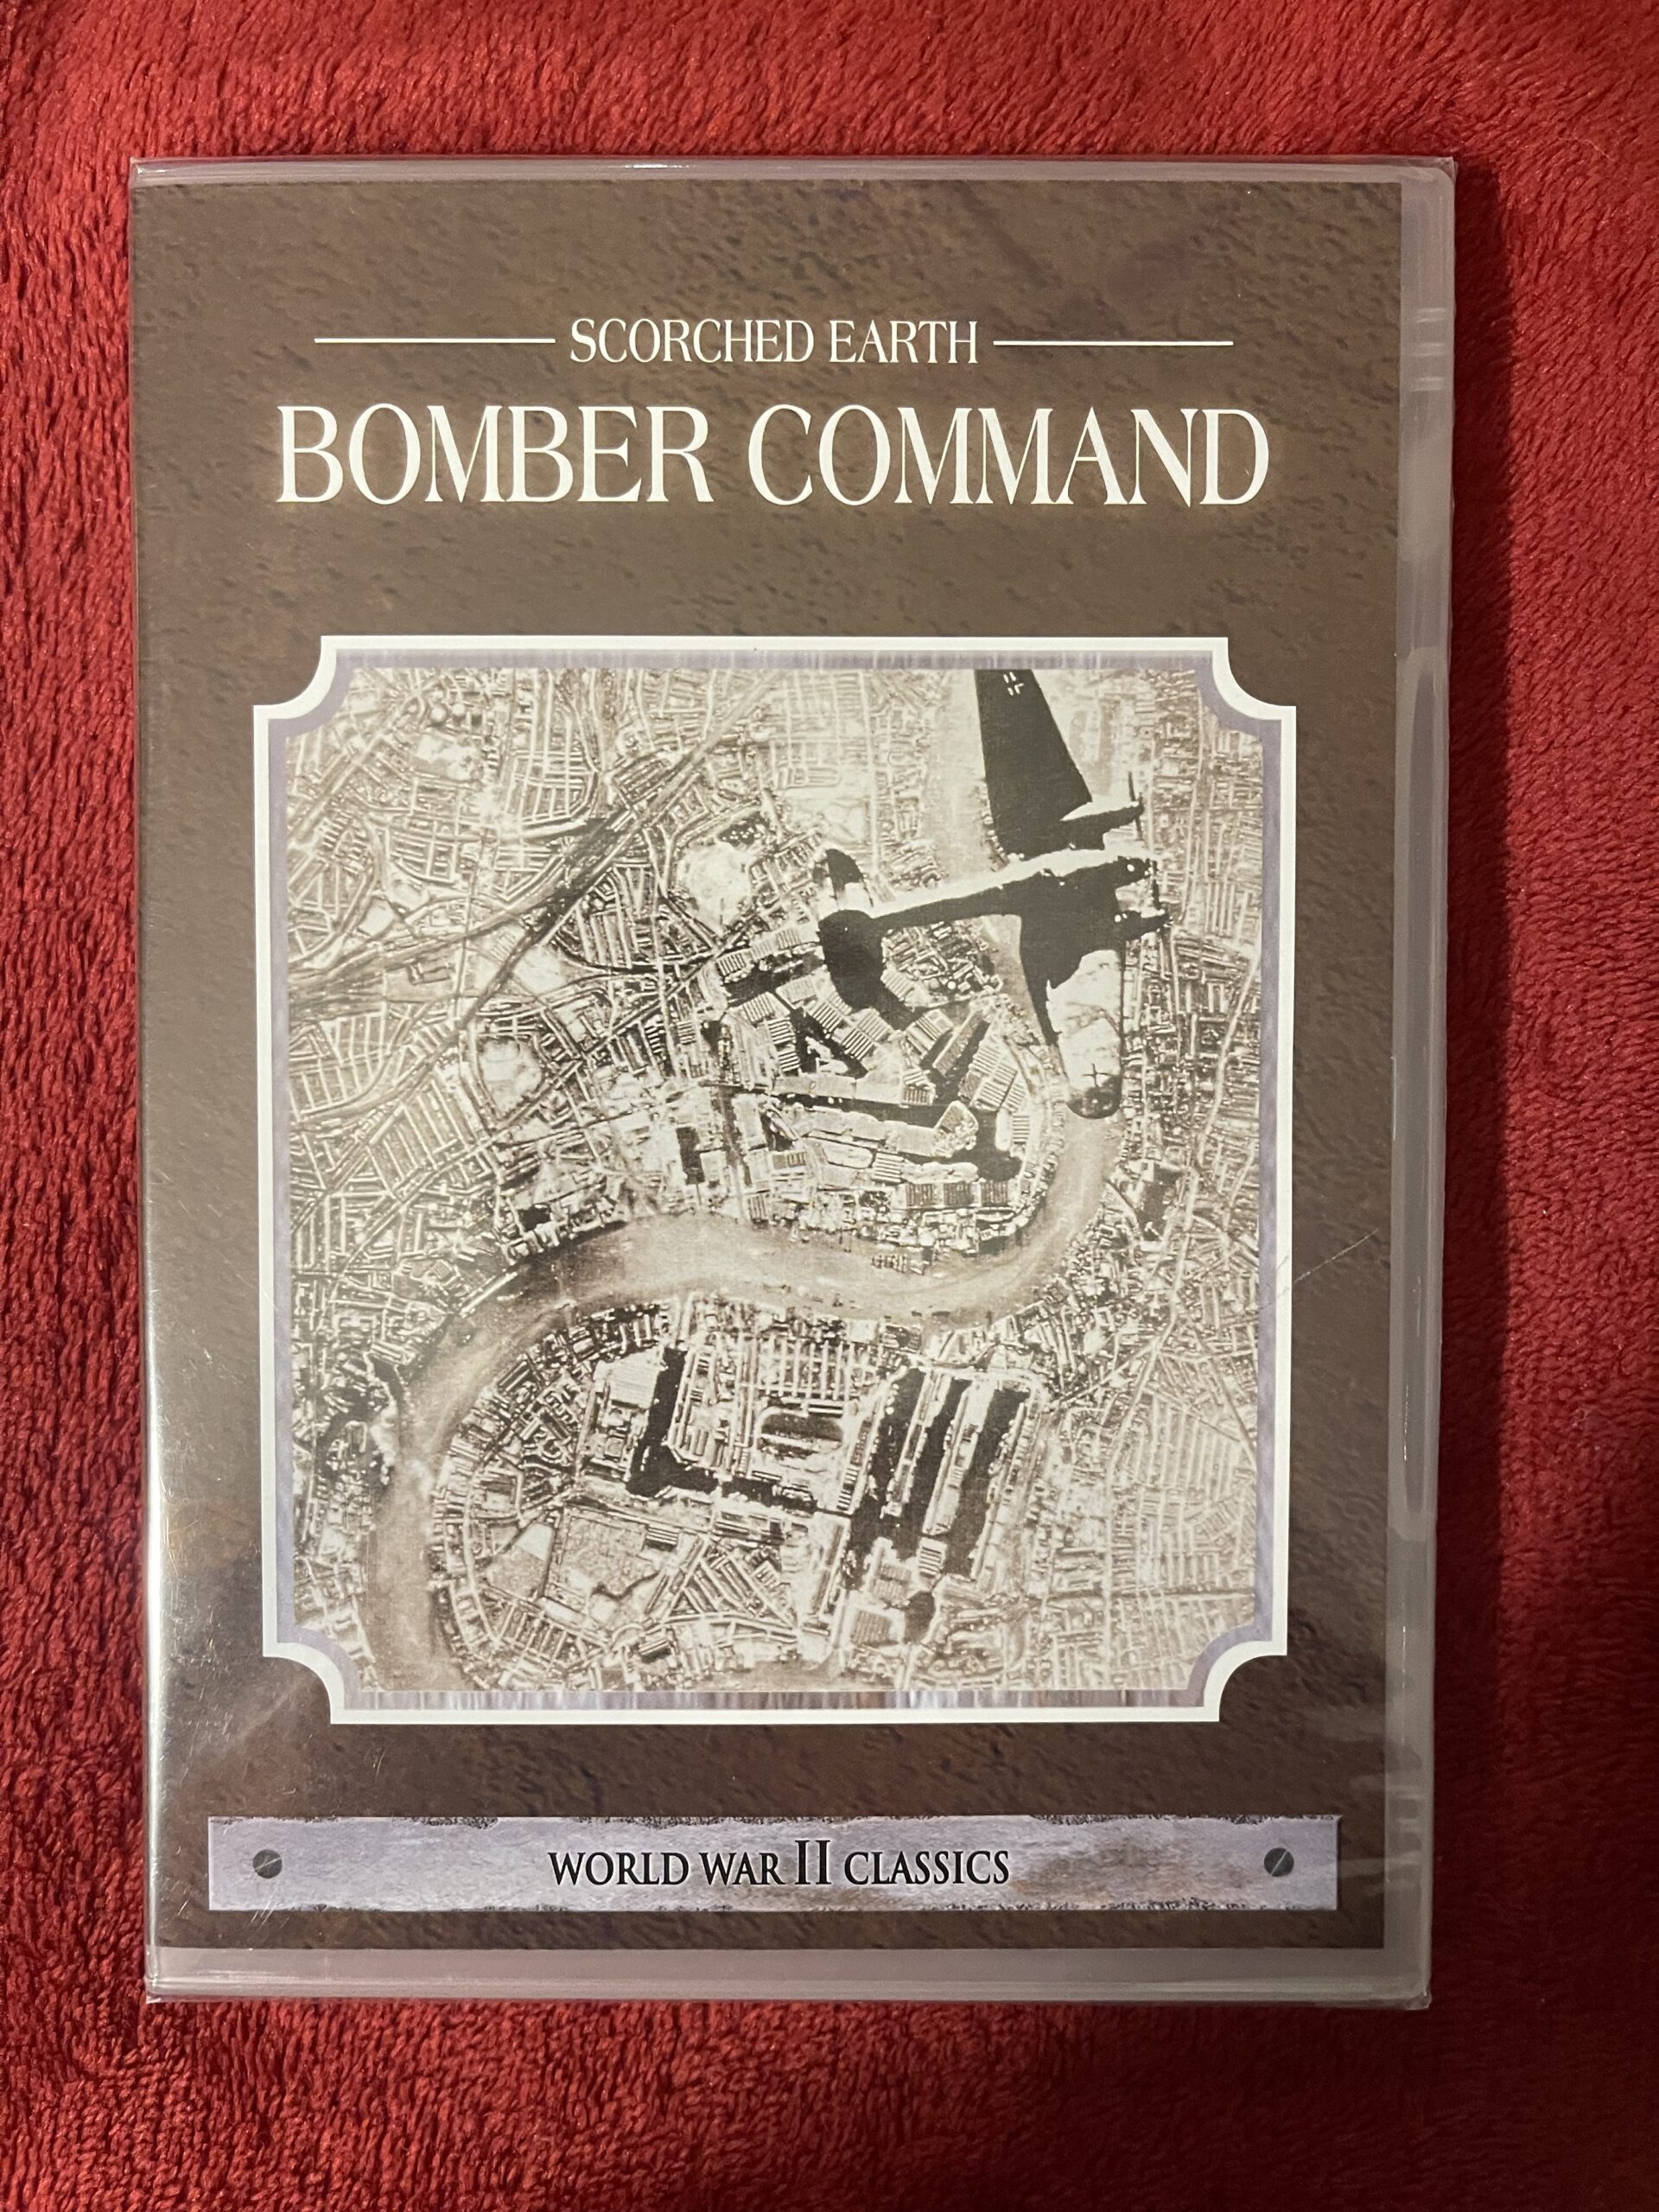 SCORCHED EARTH
BOMBER COMMAND
WORLD WAR II CLASSICS